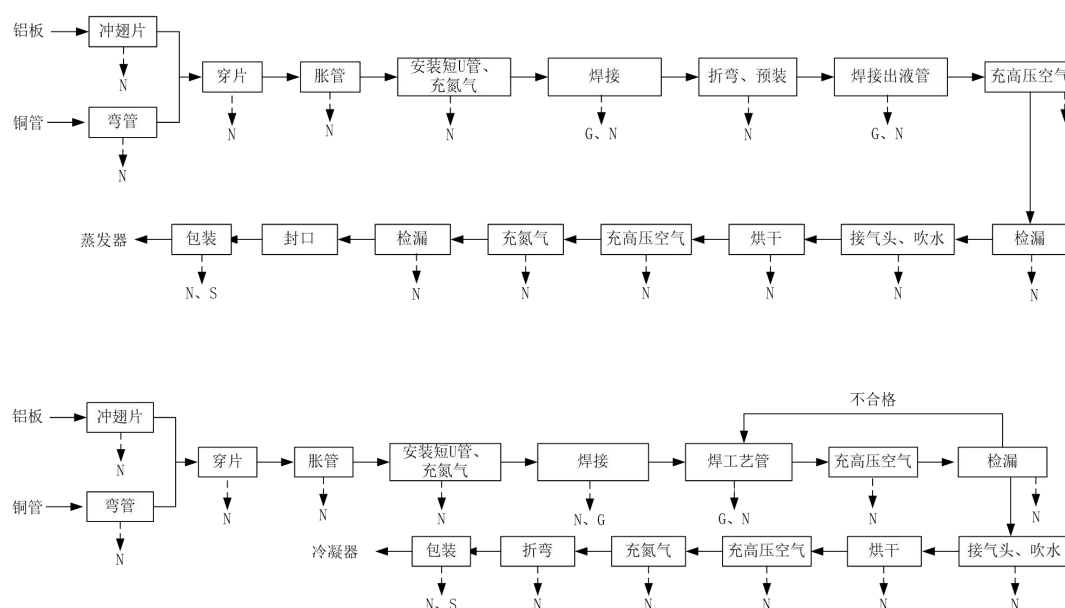 铝板
冲翅片
N
铜管
弯管
N
穿片
N
胀管
N
安装短U管、
充氮气
N
焊接
G、N
折弯、预装
N
焊接出液管
G、N
充高压空气
检漏
N
接气头、吹水
N
烘干
N
充高压空气
N
充氮气
N
检漏
N
封口
包装
N、S
蒸发器
铝板
冲翅片
N
铜管
弯管
N
穿片
N
胀管
N
安装短U管、
充氮气
N
焊接
N、G
焊工艺管
G、N
充高压空气
N
不合格
检漏
N
接气头、吹水
N
烘干
N
充高压空气
N
充氮气
N
折弯
N
包装
N、S
冷凝器